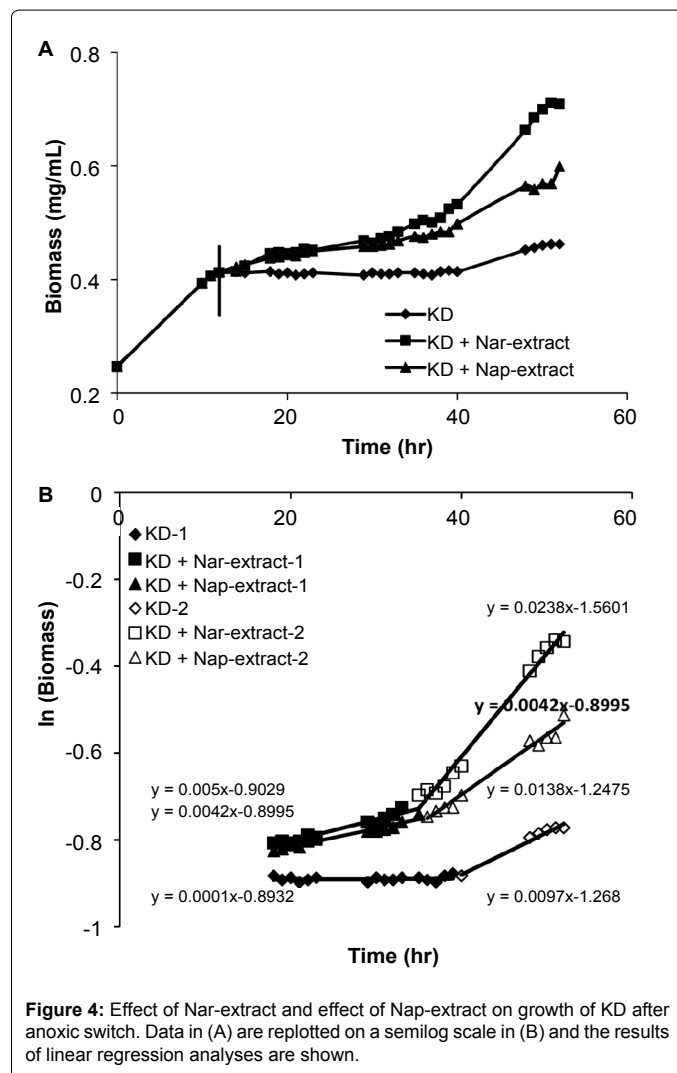 A
0.8
0.6
0.4
0.2
Biomass (mg/mL)
KD
KD + Nar-extract
KD + Nap-extract
0
20
40
60
Time (hr)
B
0
0
20
40
60
KD-1
KD + Nar-extract-1
KD + Nap-extract-1
KD-2
KD + Nar-extract-2
KD + Nap-extract-2
-0.2
-0.4
-0.6
-0.8
-1
ln (Biomass)
y = 0.0238x-1.5601
y = 0.0042x-0.8995
y = 0.005x-0.9029
y = 0.0042x-0.8995
y = 0.0138x-1.2475
y = 0.0001x-0.8932
y = 0.0097x-1.268
Time (hr)
Figure 4: Effect of Nar-extract and effect of Nap-extract on growth of KD after
anoxic switch. Data in (A) are replotted on a semilog scale in (B) and the results
of linear regression analyses are shown.